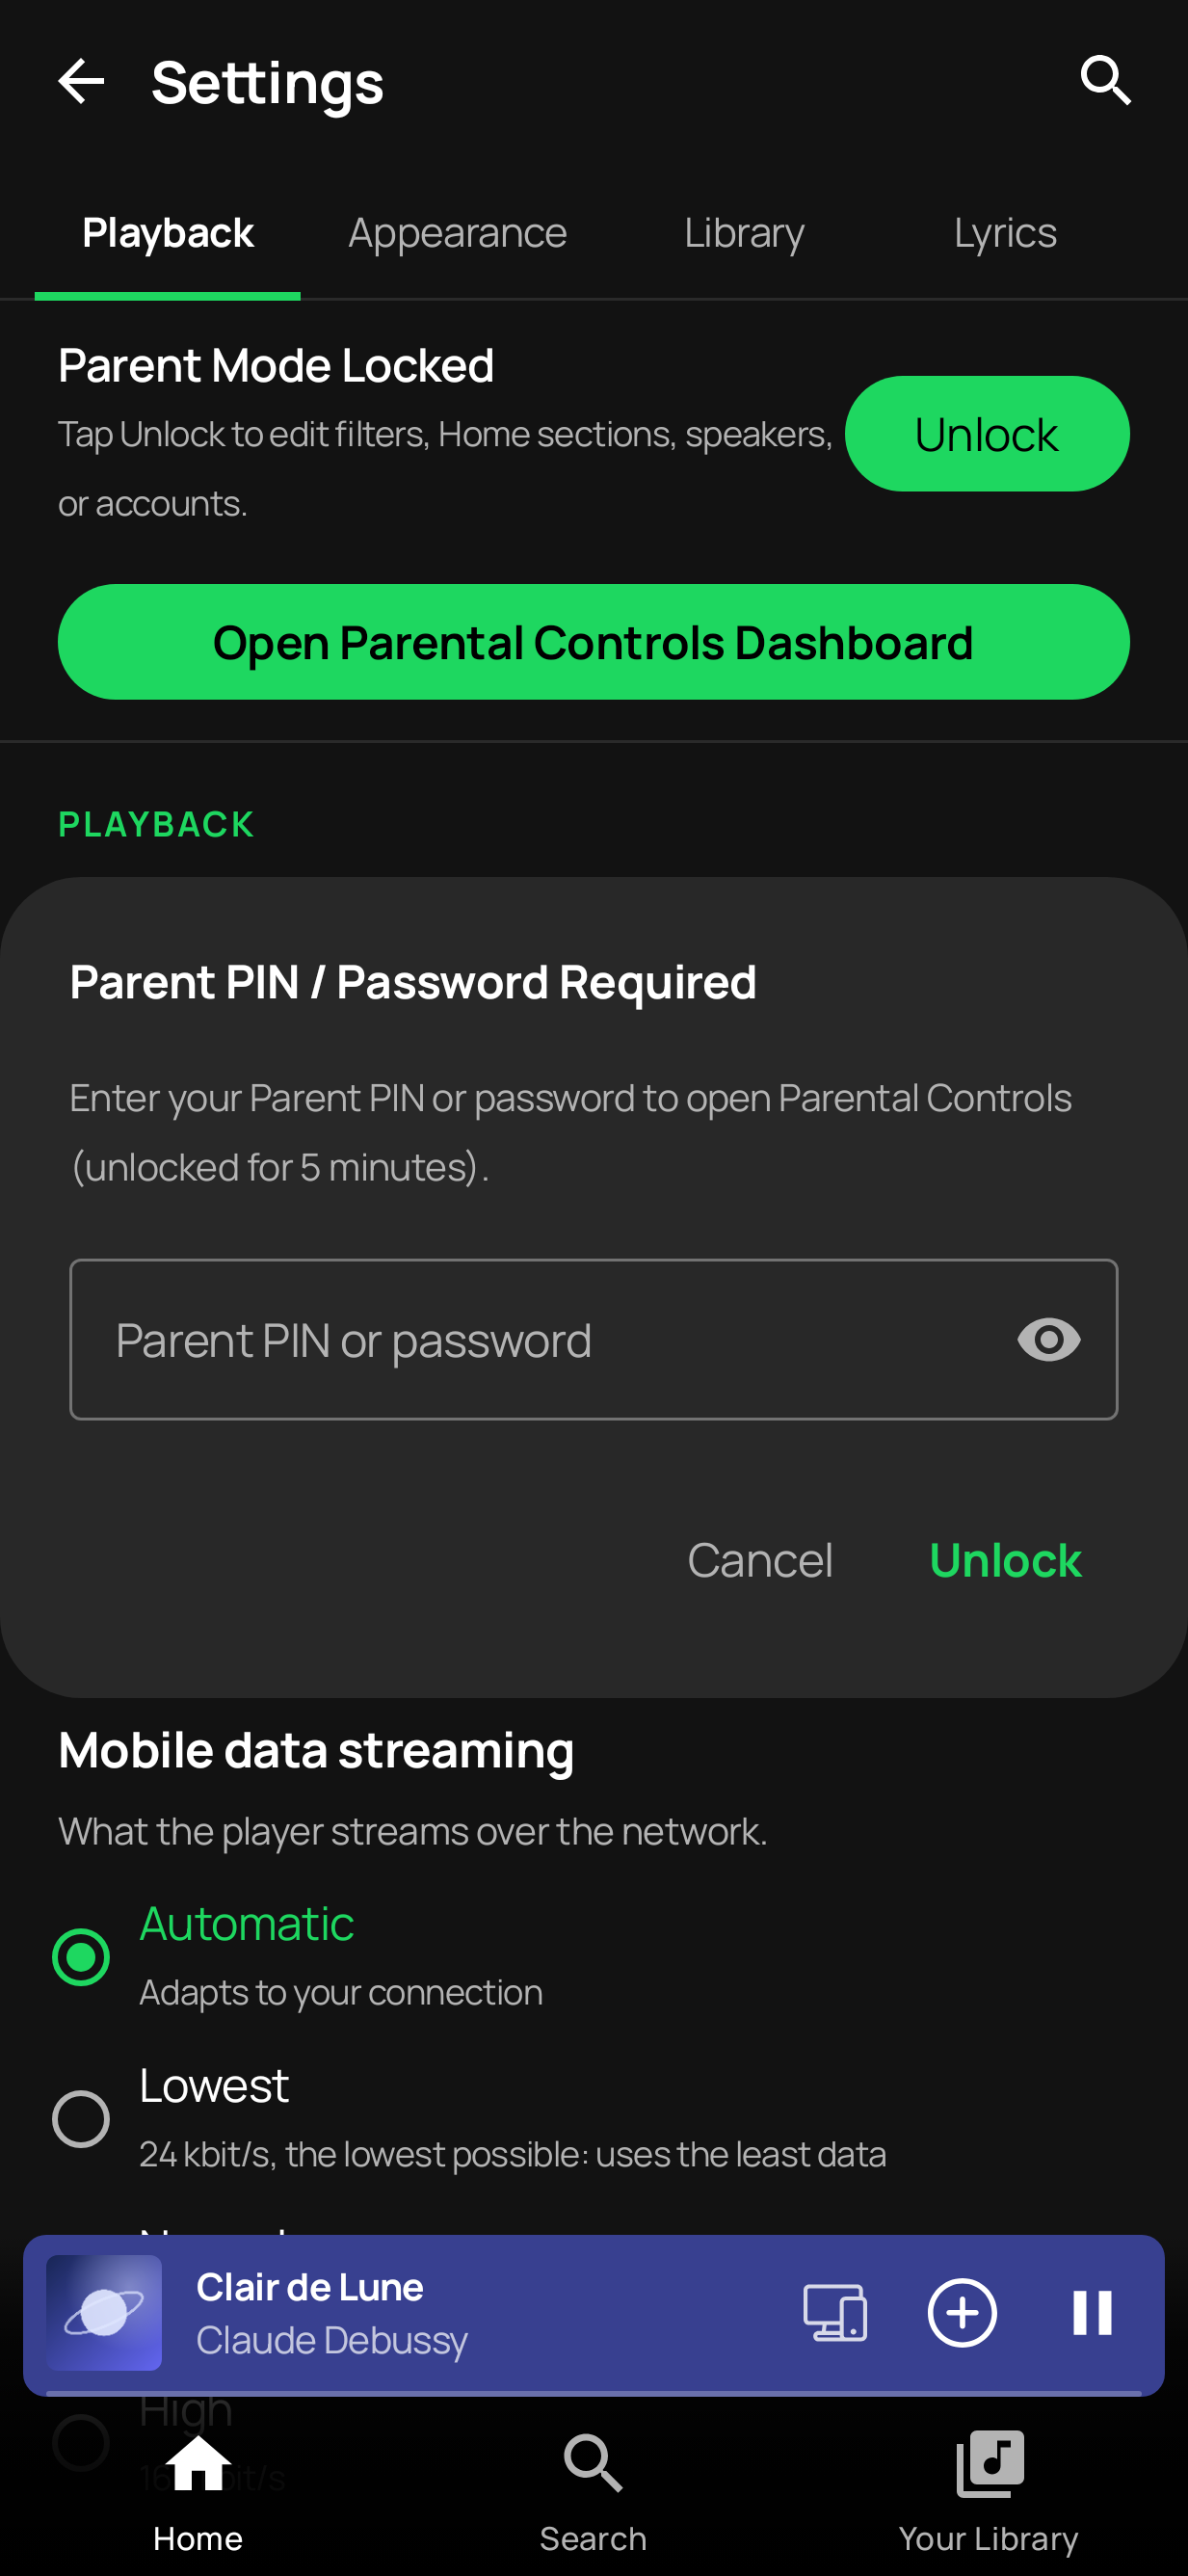 Settings
Playback
Appearance
Library
Lyrics
Parent Mode Locked
Tap Unlock to edit filters, Home sections, speakers,
or accounts.
Unlock
Open Parental Controls Dashboard
PLAYBACK
Parent PIN / Password Required
Enter your Parent PIN or password to open Parental Controls
(unlocked for 5 minutes).
Parent PIN or password
Cancel
Unlock
Mobile data streaming
What the player streams over the network.
Automatic
Adapts to your connection
Lowest
24 kbit/s, the lowest possible: uses the least data
Clair de Lune
Claude Debussy
High
Home
Search
Your Library